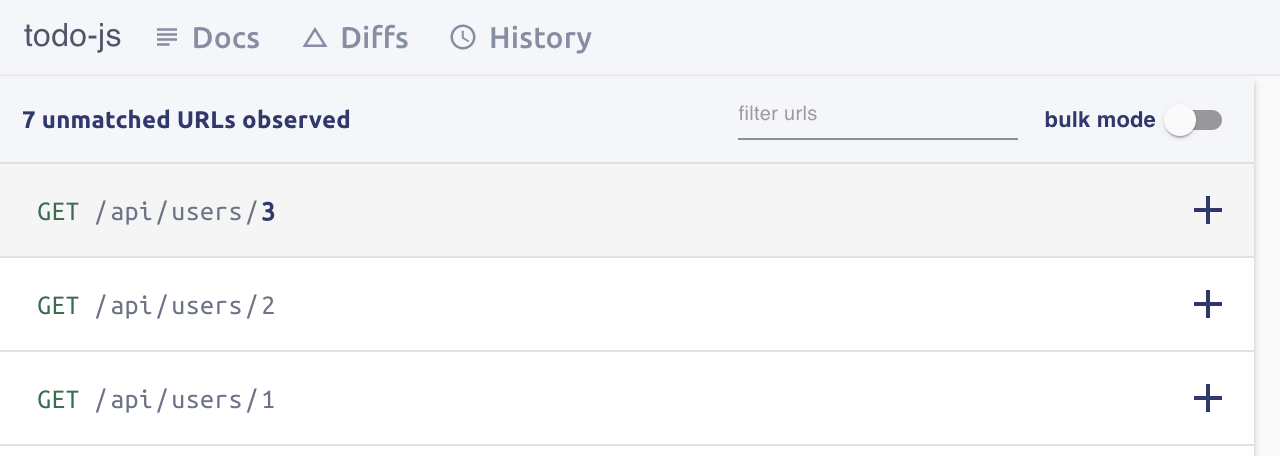 todo-js Docs Diffs History
7 unmatched URLs observed filter urls bulk mode
GET /api/users/3
GET /api/users/2
GET /api/users/1